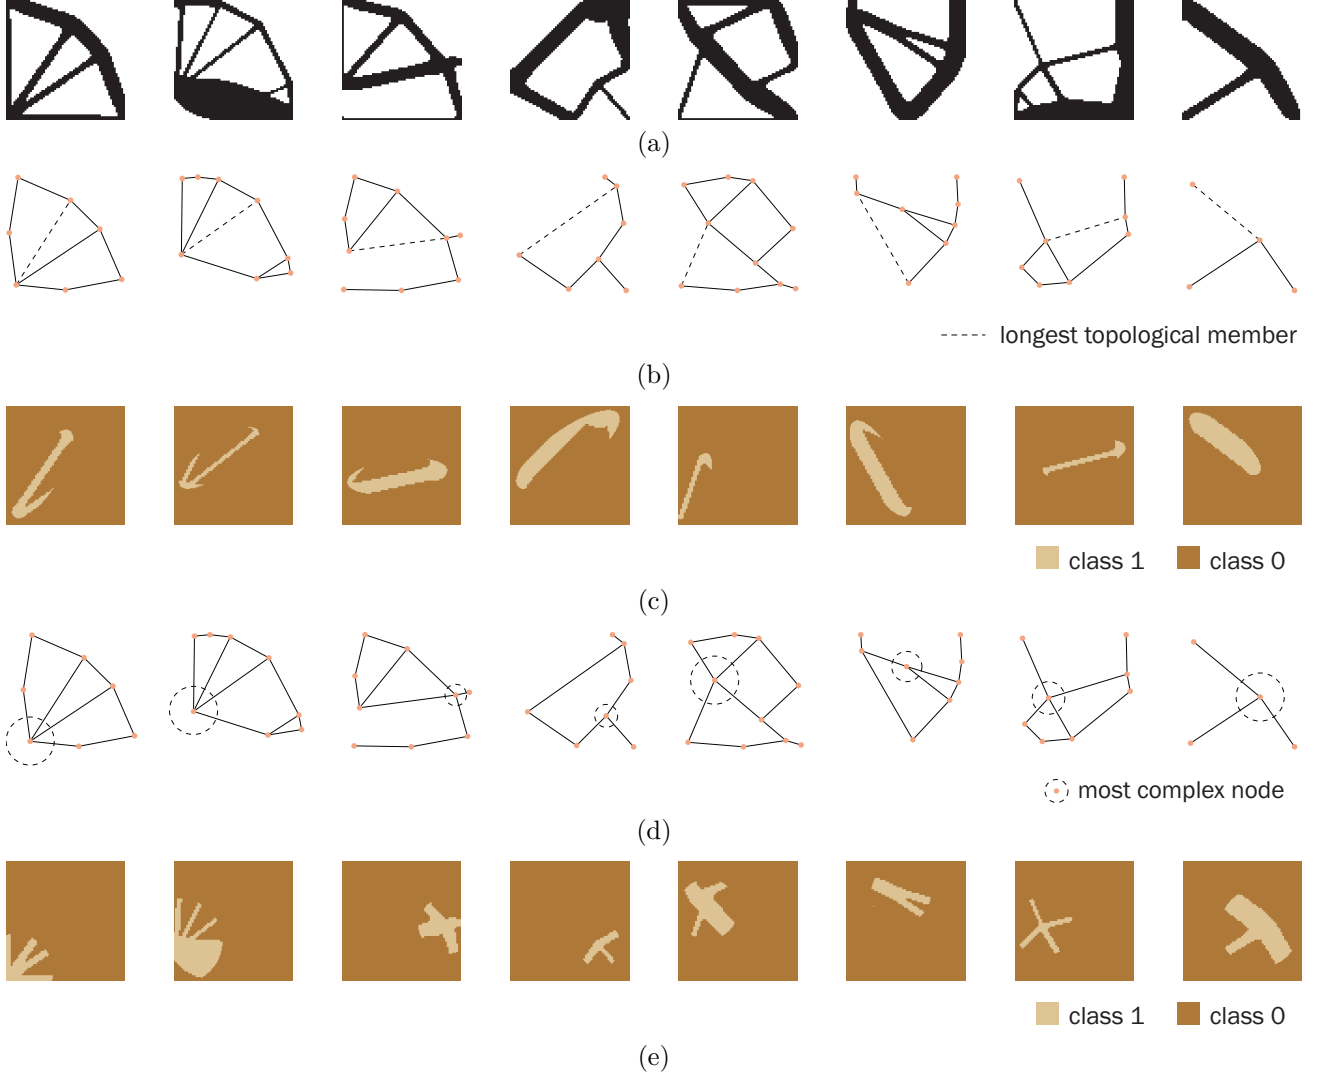 (a)
longest topological member
(b)
class 1 class 0
(c)
most complex node
(d)
class 1 class 0
(e)